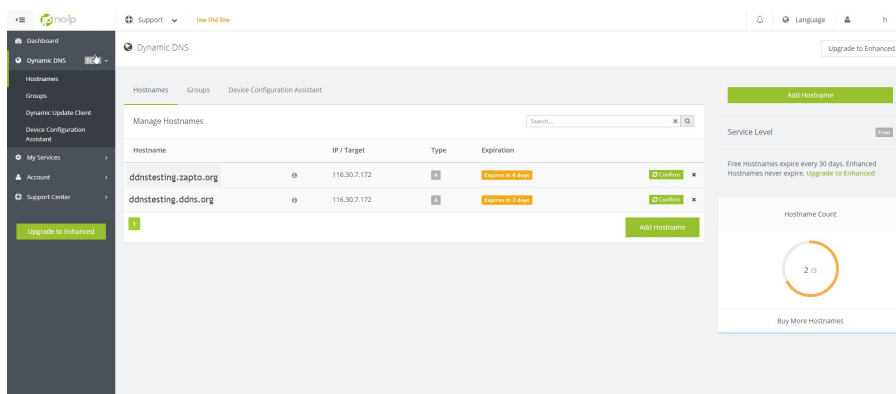 no-ip
Support
Use Old Site
Language
h
Dashboard
Dynamic DNS
Hostnames
Groups
Dynamic Update Client
Device Configuration
Assistant
My Services
Account
Support Center
Upgrade to Enhanced
Dynamic DNS
Upgrade to Enhanced
Hostnames Groups Device Configuration Assistant
Manage Hostnames
Search...
Hostname IP / Target Type Expiration
ddnstesting.zapto.org 116.30.7.172 A Expires in 4 days Confirm
ddnstesting.ddns.org 116.30.7.172 A Expires in 3 days Confirm
1
Add Hostname
Add Hostname
Service Level Free
Free Hostnames expire every 30 days. Enhanced
Hostnames never expire. Upgrade to Enhanced
Hostname Count
2 /3
Buy More Hostnames